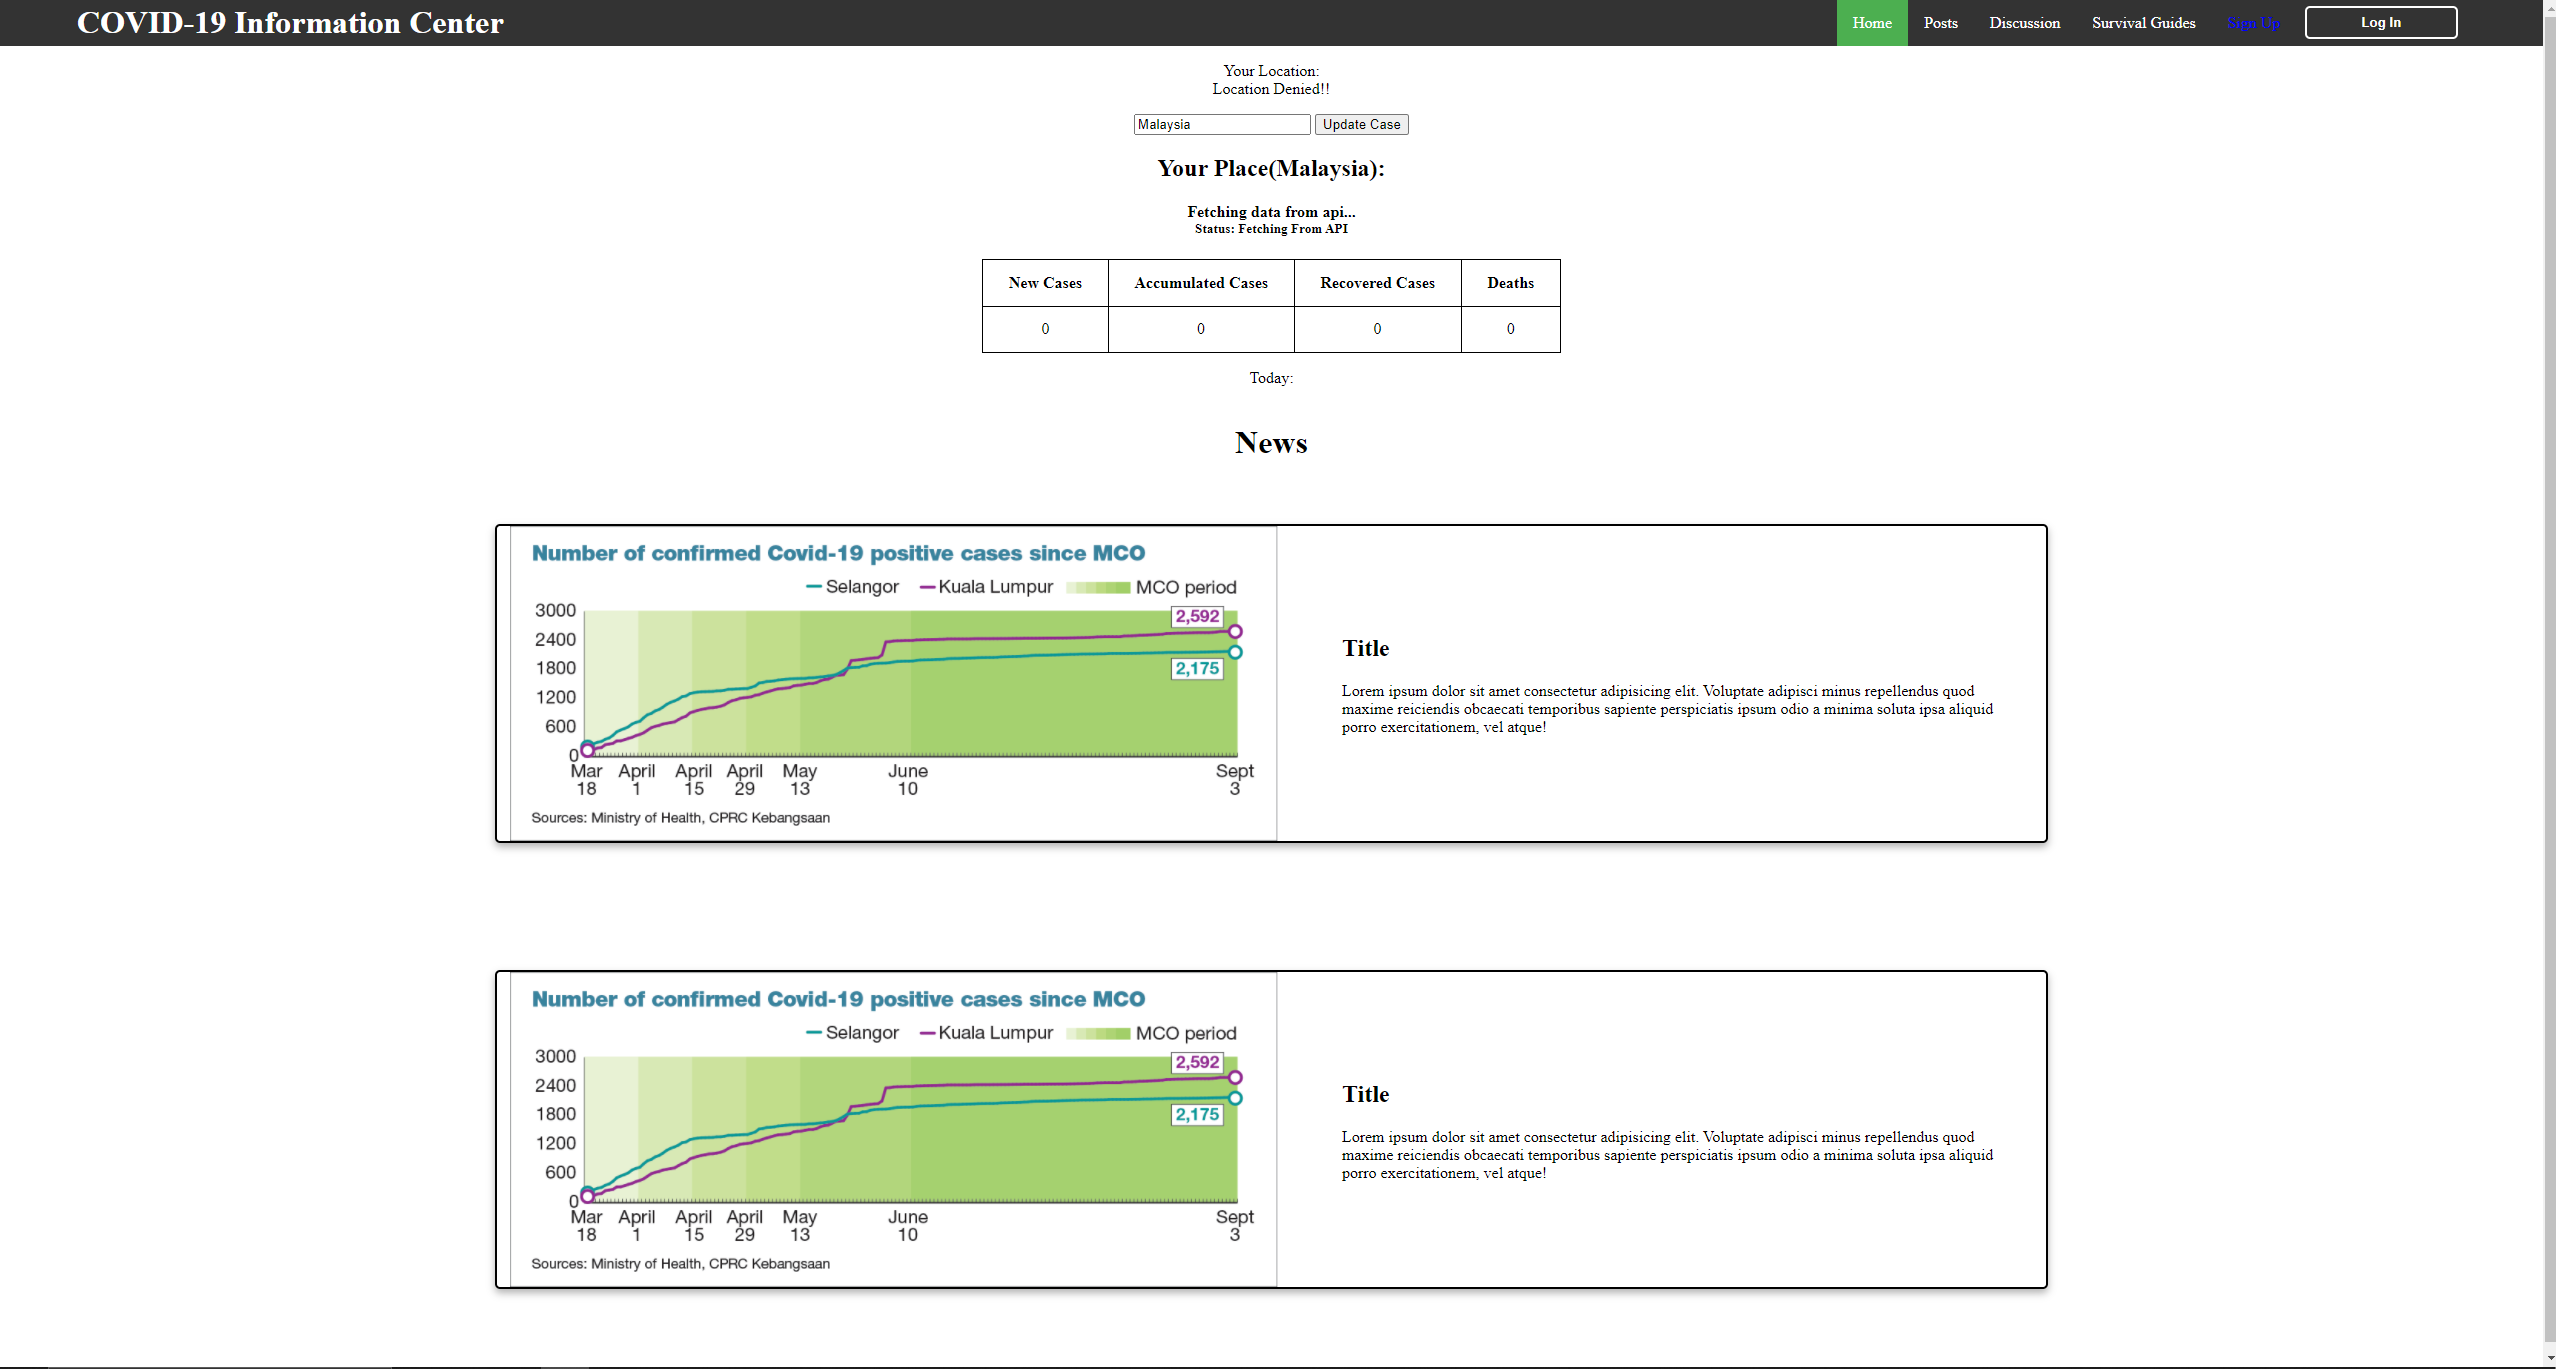 COVID-19 Information Center
Home Posts Discussion Survival Guides Sign Up Log In
Your Location:
Location Denied!!
Malaysia Update Case
Your Place(Malaysia):
Fetching data from api...
Status: Fetching From API
New Cases Accumulated Cases Recovered Cases Deaths
0 0 0 0
Today:
News
Number of confirmed Covid-19 positive cases since MCO
Selangor Kuala Lumpur MCO period
3000
2400
1800
1200
600
0
2,592
2,175
Mar April April April May June Sept
18 1 15 29 13 10 3
Sources: Ministry of Health, CPRC Kebangsaan
Title
Lorem ipsum dolor sit amet consectetur adipisicing elit. Voluptate adipisci minus repellendus quod
maxime reiciendis obcaecati temporibus sapiente perspiciatis ipsum odio a minima soluta ipsa aliquid
porro exercitationem, vel atque!
Number of confirmed Covid-19 positive cases since MCO
Selangor Kuala Lumpur MCO period
3000
2400
1800
1200
600
0
2,592
2,175
Mar April April April May June Sept
18 1 15 29 13 10 3
Sources: Ministry of Health, CPRC Kebangsaan
Title
Lorem ipsum dolor sit amet consectetur adipisicing elit. Voluptate adipisci minus repellendus quod
maxime reiciendis obcaecati temporibus sapiente perspiciatis ipsum odio a minima soluta ipsa aliquid
porro exercitationem, vel atque!